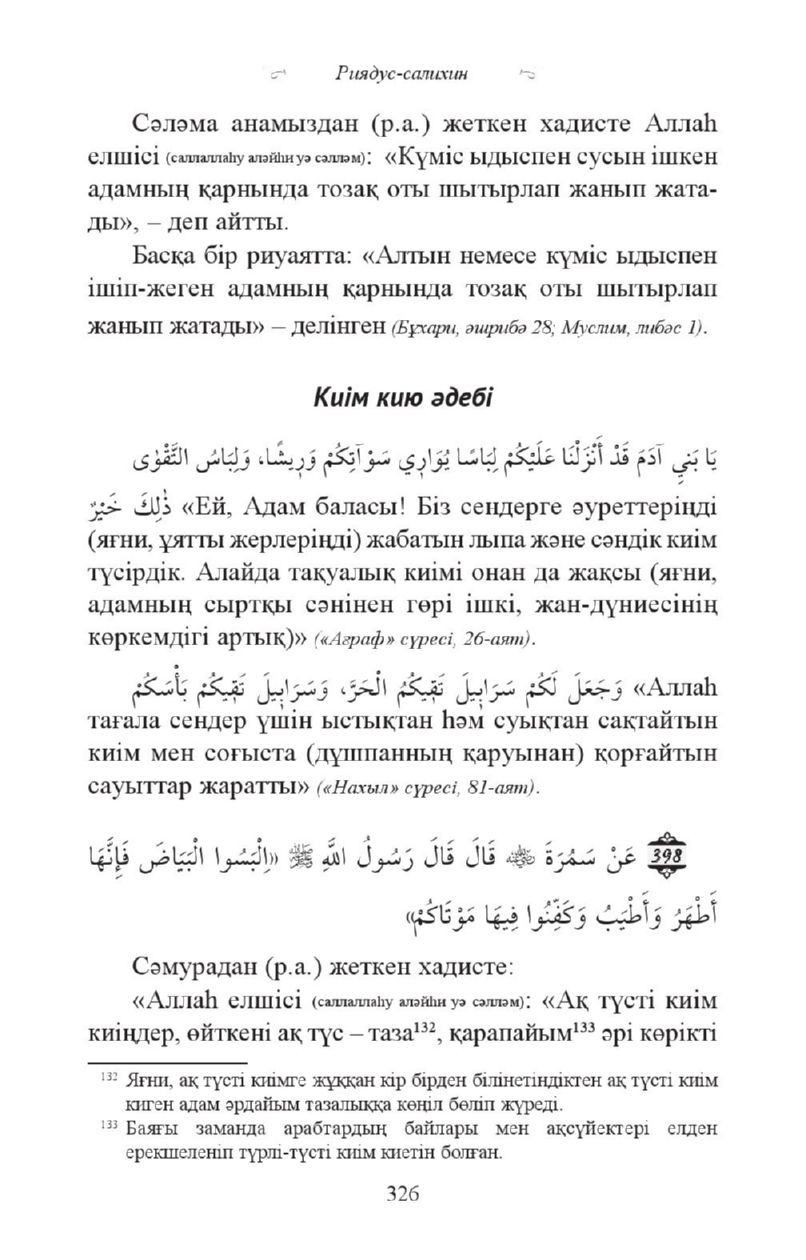 Риядус-салихин
Сәләма анамыздан (р.а.) жеткен хадисте Аллаһ
елшісі (саллаллаһу аләйһи уә сәлләм): «Күміс ыдыспен сусын ішкен
адамның қарнында тозақ оты шытырлап жанып жата-
ды», – деп айтты.
Басқа бір риуаятта: «Алтын немесе күміс ыдыспен
ішіп-жеген адамның қарнында тозақ оты шытырлап
жанып жатады» – делінген (Бұхари, әшрибә 28; Муслим, либәс 1).
Киім кию әдебі
يَا بَنِي آدَمَ قَدْ أَنْزَلْنَا عَلَيْكُمْ لِبَاسًا يُوَارِي سَوْآتِكُمْ وَرِيشًا، وَلِبَاسُ التَّقْوٰى
ذٰلِكَ خَيْرٌ «Ей, Адам баласы! Біз сендерге әуреттеріңді
(яғни, ұятты жерлеріңді) жабатын лыпа және сәндік киім
түсірдік. Алайда тақуалық киімі онан да жақсы (яғни,
адамның сыртқы сәнінен гөрі ішкі, жан-дүниесінің
көркемдігі артық)» («Ағраф» сүресі, 26-аят).
وَجَعَلَ لَكُمْ سَرَابِيلَ تَقِيكُمُ الْحَرَّ، وَسَرَابِيلَ تَقِيكُمْ بَأْسَكُمْ «Аллаһ
тағала сендер үшін ыстықтан һәм суықтан сақтайтын
киім мен соғыста (дұшпанның қаруынан) қорғайтын
сауыттар жаратты» («Нахыл» сүресі, 81-аят).
398 عَنْ سَمُرَةَ ﷺ قَالَ قَالَ رَسُولُ اللَّهِ ﷺ «اِلْبَسُوا الْبَيَاضَ فَإِنَّهَا
أَطْهَرُ وَأَطْيَبُ وَكَفِّنُوا فِيهَا مَوْتَاكُمْ»
Сәмурадан (р.а.) жеткен хадисте:
«Аллаһ елшісі (саллаллаһу аләйһи уә сәлләм): «Ақ түсті киім
киіңдер, өйткені ақ түс – таза¹³², қарапайым¹³³ әрі көрікті
¹³² Яғни, ақ түсті киімге жұққан кір бірден білінетіндіктен ақ түсті киім
киген адам әрдайым тазалыққа көңіл бөліп жүреді.
¹³³ Баяғы заманда арабтардың байлары мен ақсүйектері елден
ерекшеленіп түрлі-түсті киім киетін болған.
326